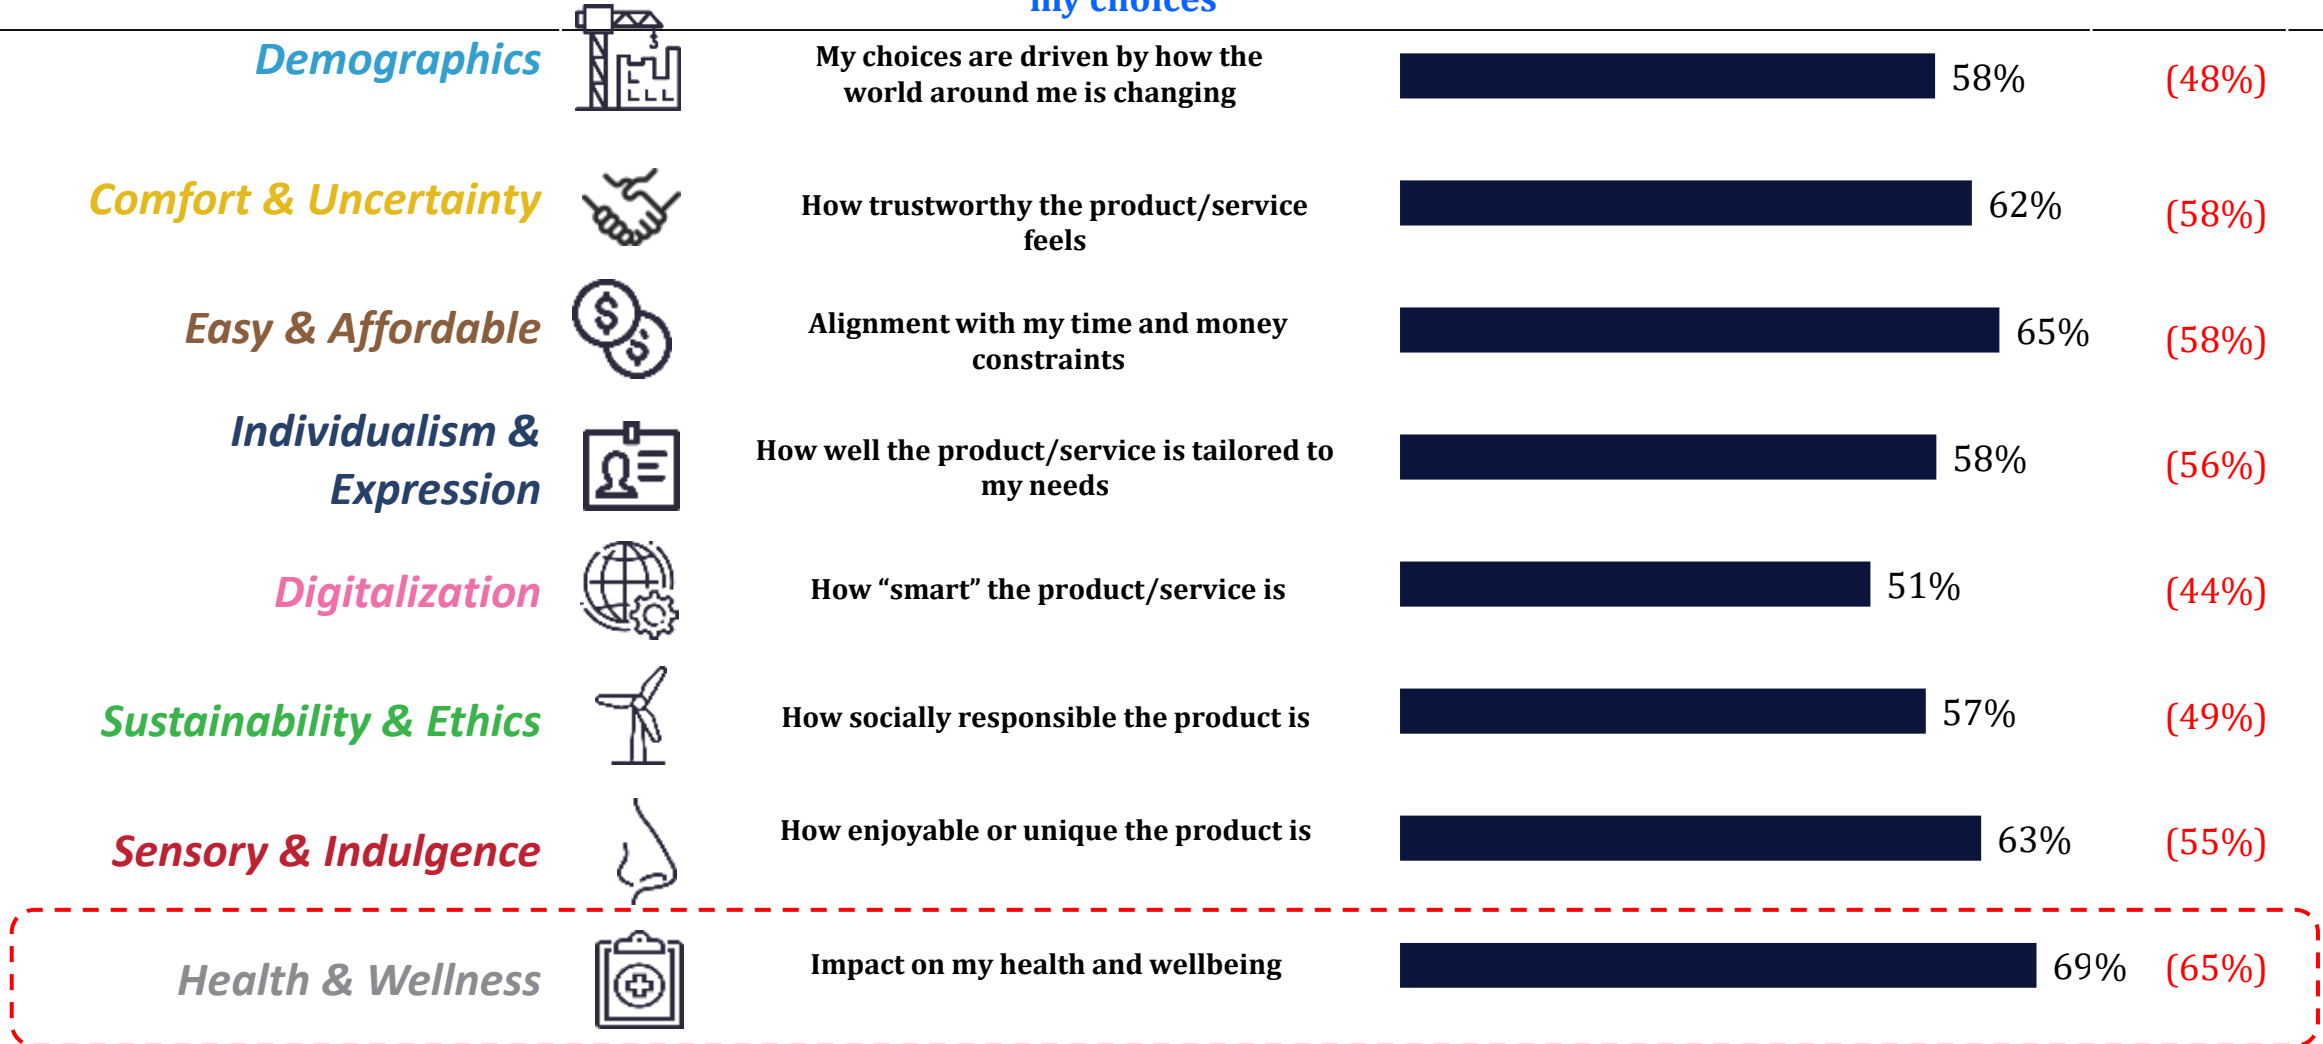 my choices
Demographics
My choices are driven by how the
world around me is changing
58%
(48%)
Comfort & Uncertainty
How trustworthy the product/service
feels
62%
(58%)
Easy & Affordable
Alignment with my time and money
constraints
65%
(58%)
Individualism &
Expression
How well the product/service is tailored to
my needs
58%
(56%)
Digitalization
How “smart” the product/service is
51%
(44%)
Sustainability & Ethics
How socially responsible the product is
57%
(49%)
Sensory & Indulgence
How enjoyable or unique the product is
63%
(55%)
Health & Wellness
Impact on my health and wellbeing
69%
(65%)